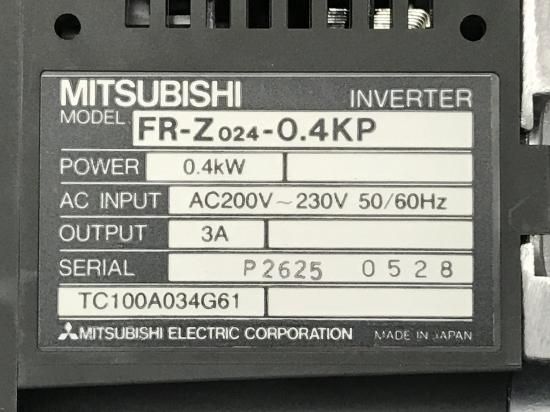 MITSUBISHI INVERTER
MODEL FR-Z024-0.4KP
POWER 0.4kW
AC INPUT AC200V~230V 50/60Hz
OUTPUT 3A
SERIAL P2625 0528
TC100A034G61
MITSUBISHI ELECTRIC CORPORATION MADE IN JAPAN